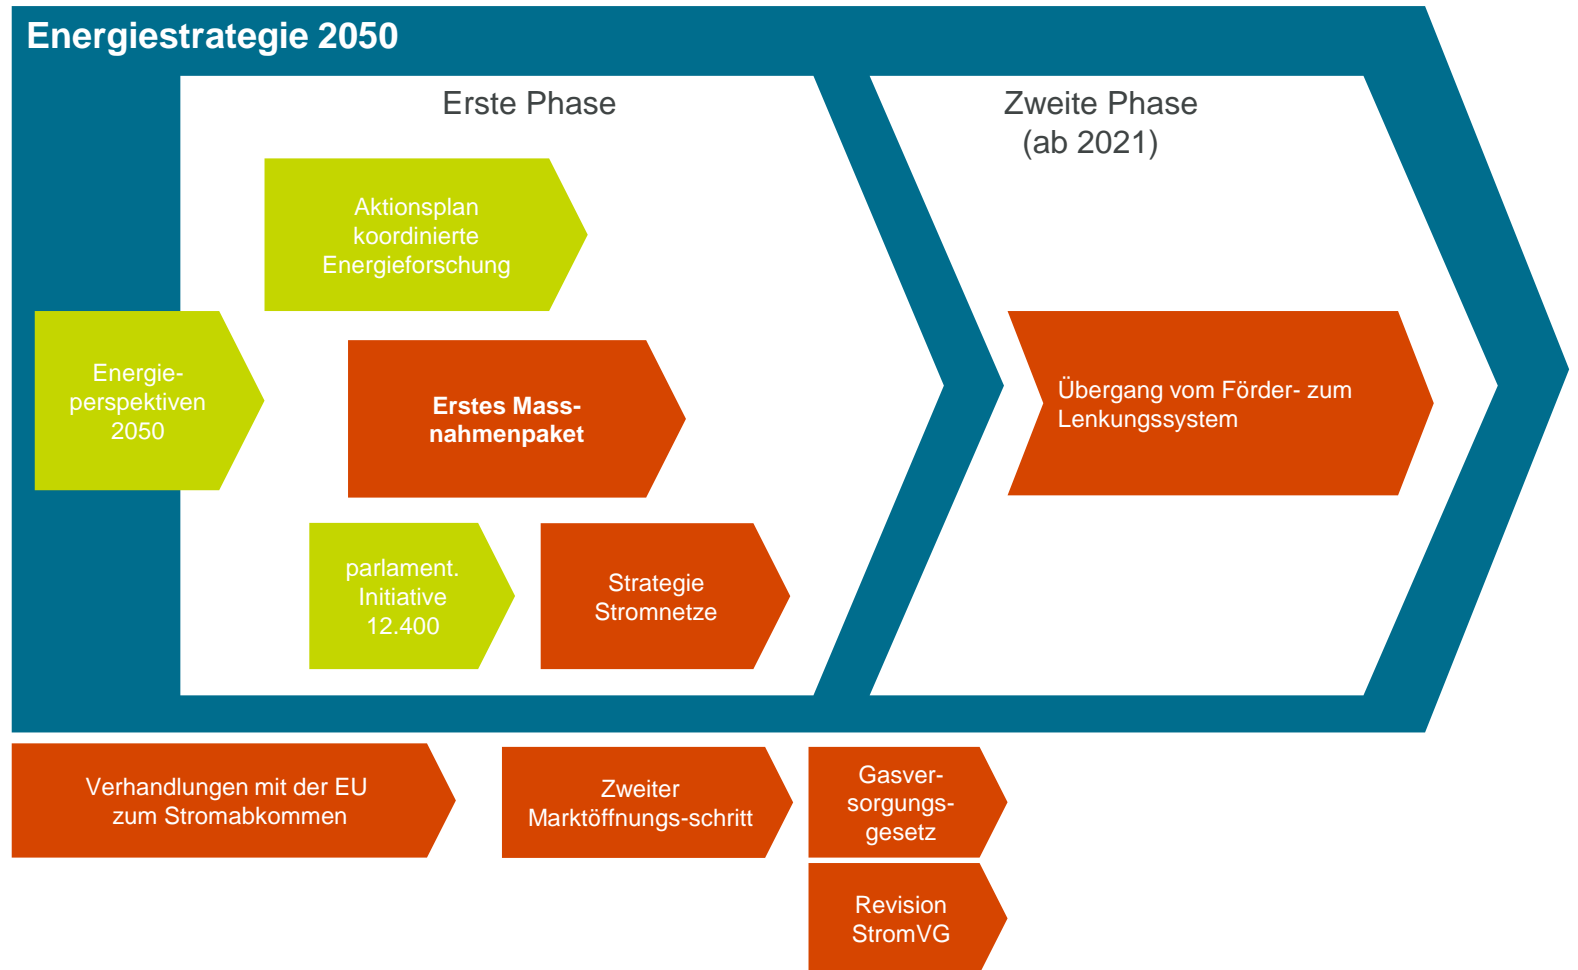 Energiestrategie 2050
Erste Phase
Zweite Phase
(ab 2021)
Aktionsplan
koordinierte
Energieforschung
Energie-
perspektiven
2050
Erstes Mass-
nahmenpaket
Übergang vom Förder- zum
Lenkungssystem
parlament.
Initiative
12.400
Strategie
Stromnetze
Verhandlungen mit der EU
zum Stromabkommen
Zweiter
Marktöffnungs-schritt
Gasver-
sorgungs-
gesetz
Revision
StromVG